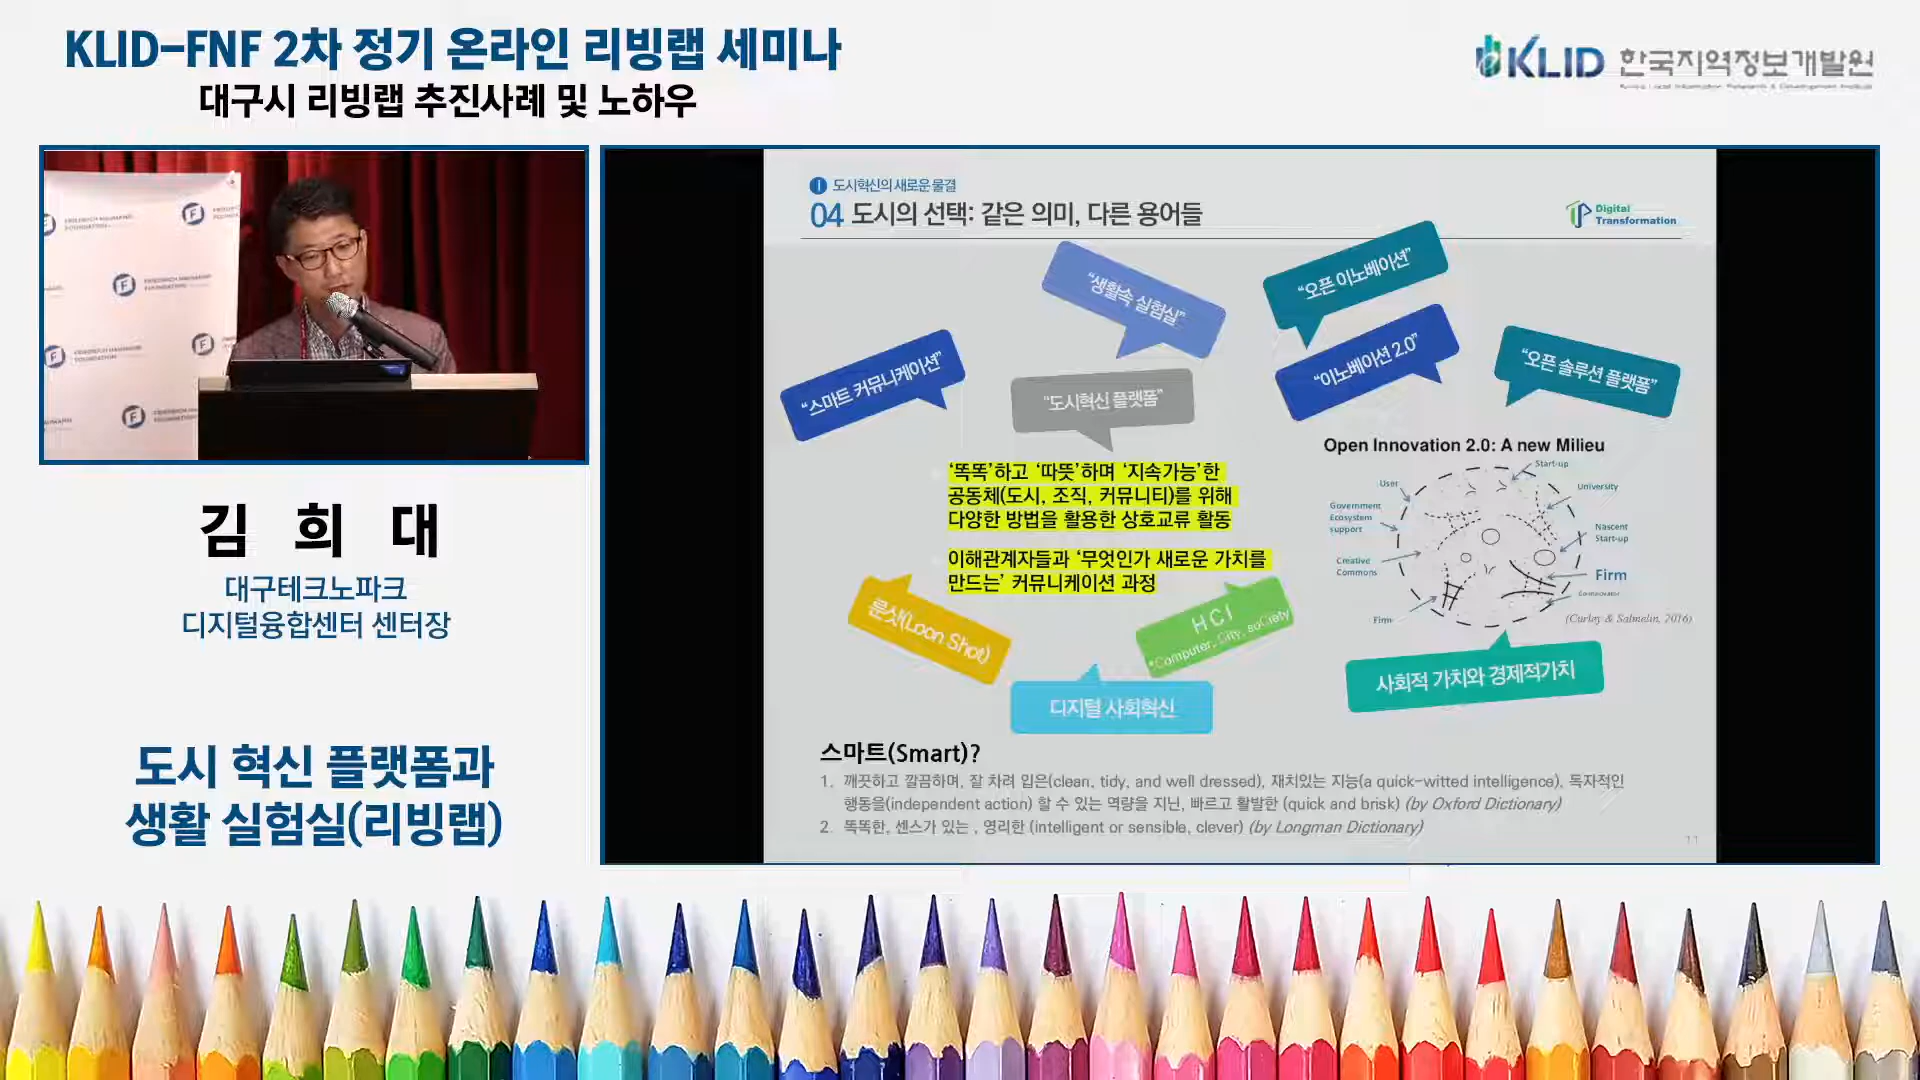 KLID-FNF 2차 정기 온라인 리빙랩 세미나
대구시 리빙랩 추진사례 및 노하우
KLID 한국지역정보개발원
김 희 대
대구테크노파크
디지털융합센터 센터장
도시 혁신 플랫폼과
생활 실험실(리빙랩)
I 도시혁신의 새로운 물결
04 도시의 선택: 같은 의미, 다른 용어들
Digital
Transformation
“생활속 실험실”
“오픈 이노베이션”
“스마트 커뮤니케이션”
“도시혁신 플랫폼”
“이노베이션 2.0”
“오픈 솔루션 플랫폼”
‘똑똑’하고 ‘따뜻’하며 ‘지속가능’한
공동체(도시, 조직, 커뮤니티)를 위해
다양한 방법을 활용한 상호교류 활동
이해관계자들과 ‘무엇인가 새로운 가치를
만드는’ 커뮤니케이션 과정
Open Innovation 2.0: A new Milieu
Start-up
User
University
Government
Ecosystem
support
Nascent
Start-up
Creative
Commons
Firm
Firm
(Curley & Salmelin, 2016)
룬샷(Loon Shot)
HCI
*Computer, City, soCiety
디지털 사회혁신
사회적 가치와 경제적가치
스마트(Smart)?
1. 깨끗하고 깔끔하며, 잘 차려 입은(clean, tidy, and well dressed), 재치있는 지능(a quick-witted intelligence), 독자적인
행동을(independent action) 할 수 있는 역량을 지닌, 빠르고 활발한 (quick and brisk) (by Oxford Dictionary)
2. 똑똑한, 센스가 있는 , 영리한 (intelligent or sensible, clever) (by Longman Dictionary)
11